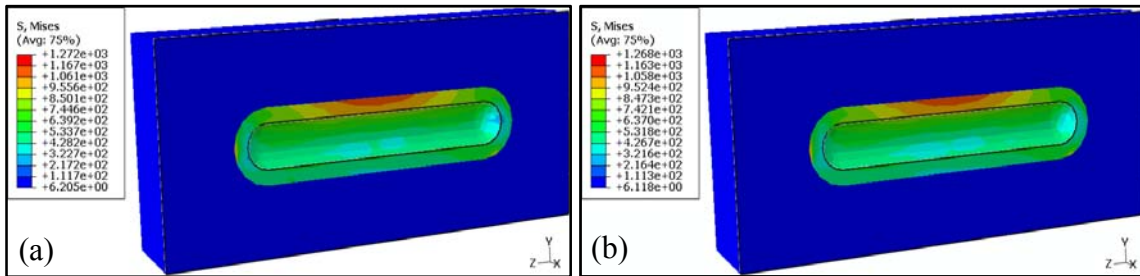 S, Mises
(Avg: 75%)
+1.272e+03
+1.167e+03
+1.061e+03
+9.556e+02
+8.501e+02
+7.446e+02
+6.392e+02
+5.337e+02
+4.282e+02
+3.227e+02
+2.172e+02
+1.117e+02
+6.205e+00
(a)
Y
Z X
S, Mises
(Avg: 75%)
+1.268e+03
+1.163e+03
+1.058e+03
+9.524e+02
+8.473e+02
+7.421e+02
+6.370e+02
+5.318e+02
+4.267e+02
+3.216e+02
+2.164e+02
+1.113e+02
+6.118e+00
(b)
Y
Z X